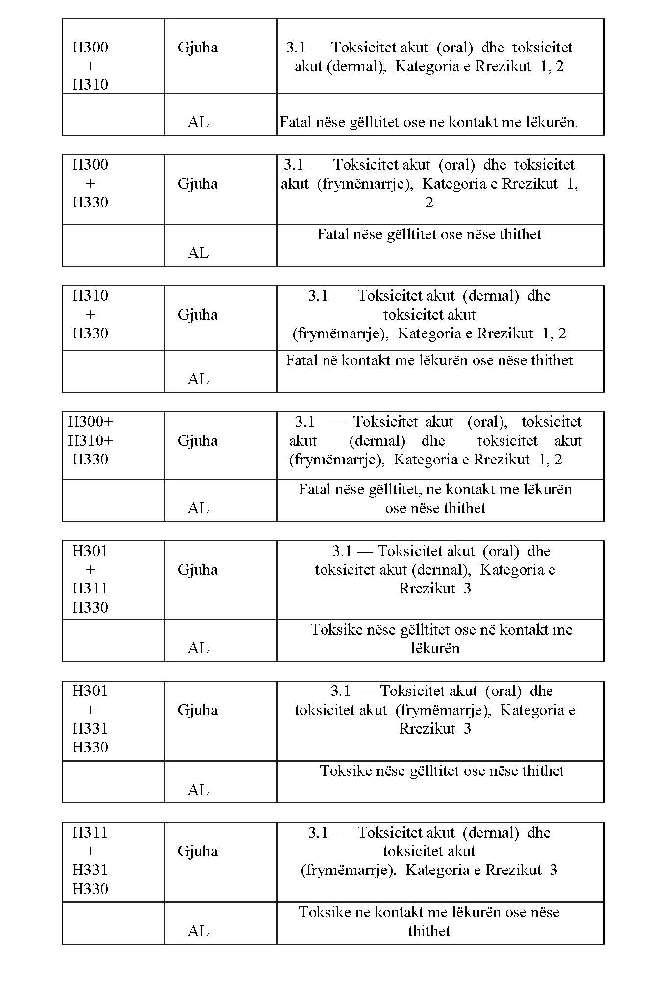 H300 Gjuha 3.1 — Toksicitet akut (oral) dhe toksicitet
+ akut (dermal), Kategoria e Rrezikut 1, 2
H310
AL Fatal nëse gëlltitet ose ne kontakt me lëkurën.
H300 3.1 — Toksicitet akut (oral) dhe toksicitet
+ Gjuha akut (frymëmarrje), Kategoria e Rrezikut 1,
H330 2
Fatal nëse gëlltitet ose nëse thithet
AL
H310 3.1 — Toksicitet akut (dermal) dhe
+ Gjuha toksicitet akut
H330 (frymëmarrje), Kategoria e Rrezikut 1, 2
Fatal në kontakt me lëkurën ose nëse thithet
AL
H300+ 3.1 — Toksicitet akut (oral), toksicitet
H310+ Gjuha akut (dermal) dhe toksicitet akut
H330 (frymëmarrje), Kategoria e Rrezikut 1, 2
Fatal nëse gëlltitet, ne kontakt me lëkurën
AL ose nëse thithet
H301 3.1 — Toksicitet akut (oral) dhe
+ Gjuha toksicitet akut (dermal), Kategoria e
H311 Rrezikut 3
H330
Toksike nëse gëlltitet ose në kontakt me
AL lëkurën
H301 3.1 — Toksicitet akut (oral) dhe
+ Gjuha toksicitet akut (frymëmarrje), Kategoria e
H331 Rrezikut 3
H330
Toksike nëse gëlltitet ose nëse thithet
AL
H311 3.1 — Toksicitet akut (dermal) dhe
+ Gjuha toksicitet akut
H331 (frymëmarrje), Kategoria e Rrezikut 3
H330
Toksike ne kontakt me lëkurën ose nëse
AL thithet